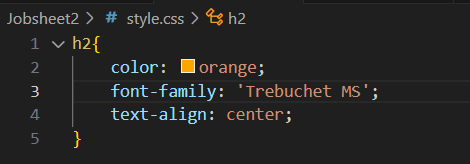 Jobsheet2 > # style.css > h2
1 h2{
2 color: orange;
3 font-family: 'Trebuchet MS';
4 text-align: center;
5 }